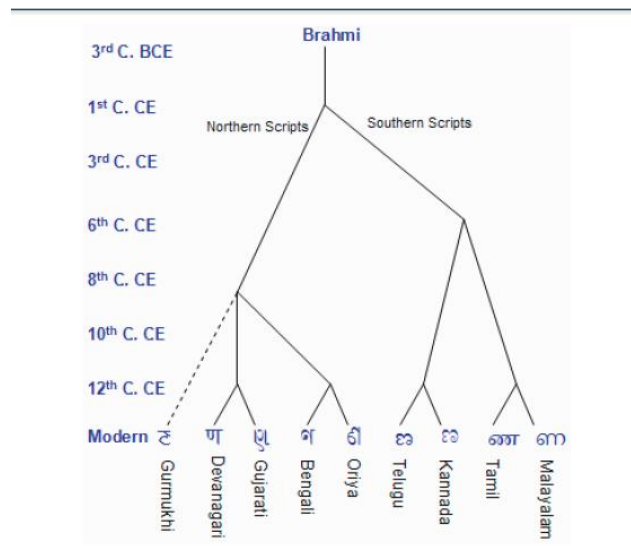 Brahmi
3rd C. BCE
1st C. CE
Northern Scripts
Southern Scripts
3rd C. CE
6th C. CE
8th C. CE
10th C. CE
12th C. CE
Modern ਣ ण ણ ণ ଣ ణ ಣ ண ണ
Gurmukhi
Devanagari
Gujarati
Bengali
Oriya
Telugu
Kannada
Tamil
Malayalam